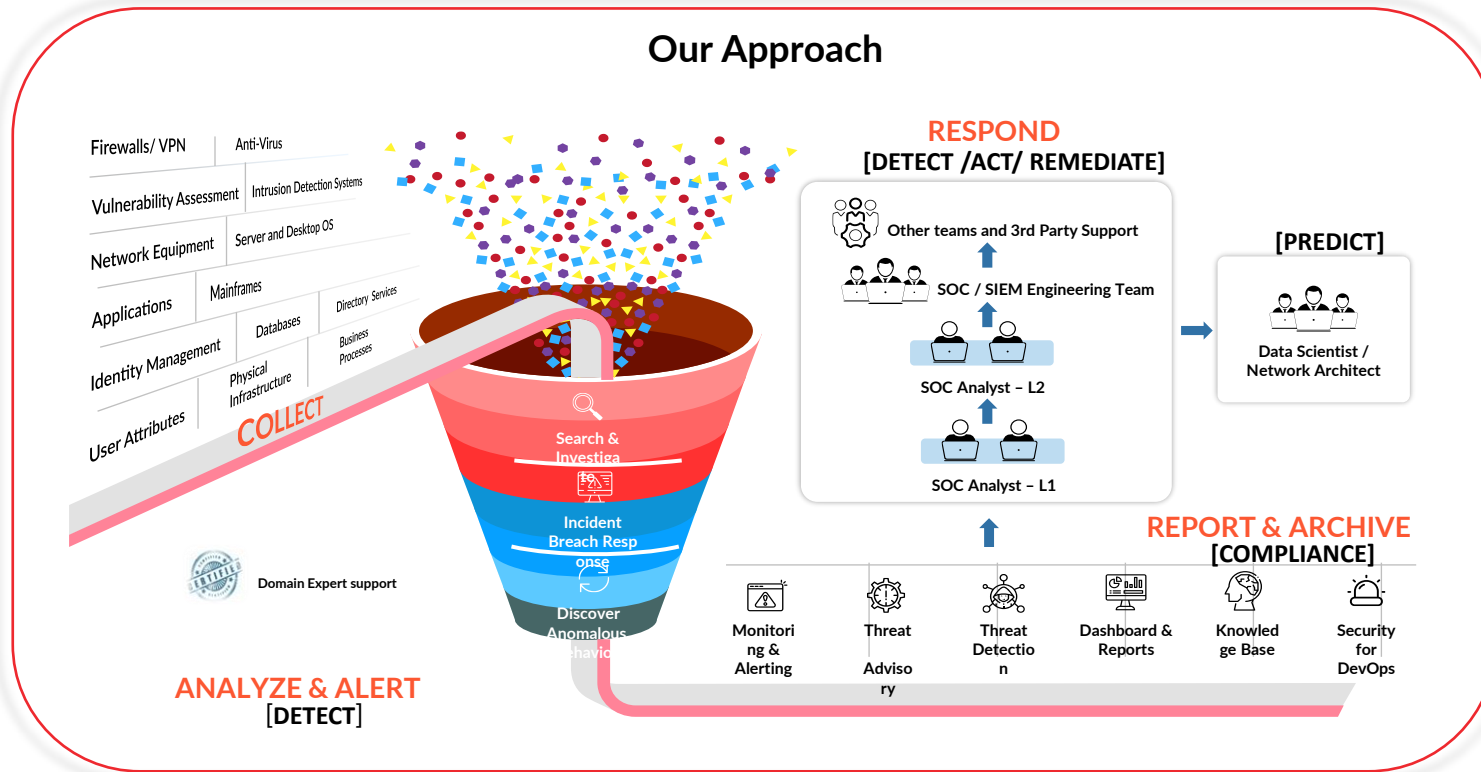 Our Approach
Firewalls/ VPN
Anti-Virus
Vulnerability Assessment
Intrusion Detection Systems
Network Equipment
Server and Desktop OS
Applications
Mainframes
Identity Management
Databases
Directory Services
User Attributes
Physical
Infrastructure
Business
Processes
COLLECT
Search &
Investiga
te
Incident
Breach Resp
onse
Discover
Anomalous
Domain Expert support
ANALYZE & ALERT
[DETECT]
RESPOND
[DETECT /ACT/ REMEDIATE]
Other teams and 3rd Party Support
SOC / SIEM Engineering Team
SOC Analyst – L2
SOC Analyst – L1
[PREDICT]
Data Scientist /
Network Architect
REPORT & ARCHIVE
[COMPLIANCE]
Monitori
ng &
Alerting
Threat
Adviso
ry
Threat
Detectio
n
Dashboard &
Reports
Knowled
ge Base
Security
for
DevOps